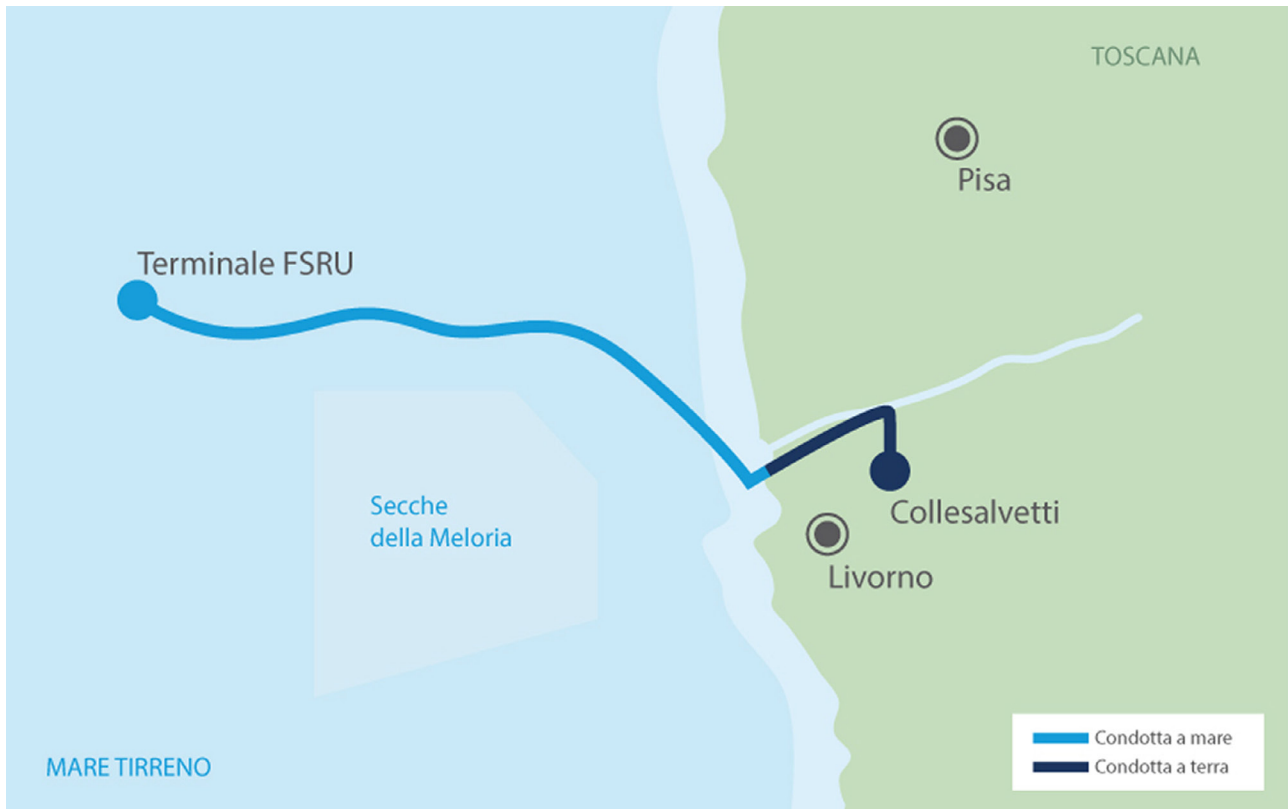 TOSCANA
Pisa
Terminale FSRU
Secche
della Meloria
Collesalvetti
Livorno
MARE TIRRENO
Condotta a mare
Condotta a terra